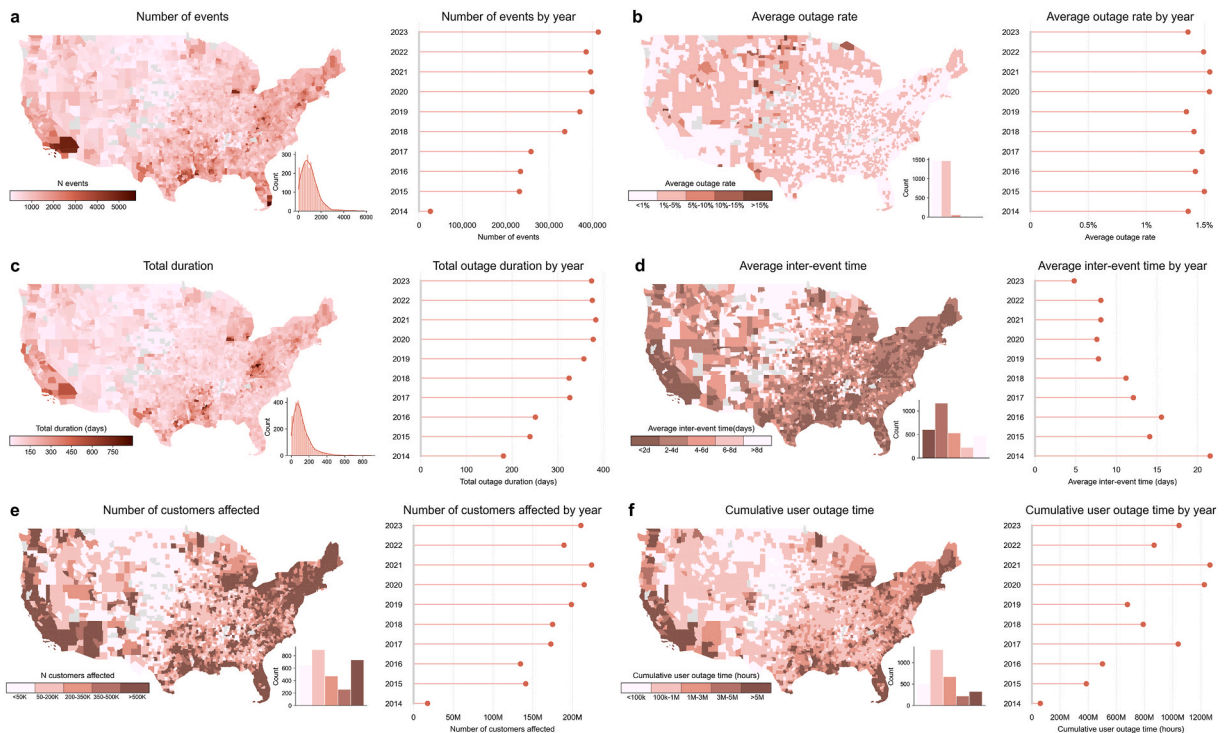 a
Number of events
N events
1000 2000 3000 4000 5000
Count
300
200
100
0
0 2000 4000 6000
Number of events by year
2023
2022
2021
2020
2019
2018
2017
2016
2015
2014
0 100,000 200,000 300,000 400,000
Number of events
b
Average outage rate
Average outage rate
<1% 1%-5% 5%-10% 10%-15% >15%
Count
1500
1000
500
0
Average outage rate by year
2023
2022
2021
2020
2019
2018
2017
2016
2015
2014
0 0.5% 1% 1.5%
Average outage rate
c
Total duration
Total duration (days)
150 300 450 600 750
Count
400
200
0
0 200 400 600 800
Total outage duration by year
2023
2022
2021
2020
2019
2018
2017
2016
2015
2014
0 100 200 300 400
Total outage duration (days)
d
Average inter-event time
Average inter-event time(days)
<2d 2-4d 4-6d 6-8d >8d
Count
1000
500
0
Average inter-event time by year
2023
2022
2021
2020
2019
2018
2017
2016
2015
2014
0 5 10 15 20
Average inter-event time (days)
e
Number of customers affected
N customers affected
<50K 50-200K 200-350K 350-500K >500K
Count
800
600
400
200
0
Number of customers affected by year
2023
2022
2021
2020
2019
2018
2017
2016
2015
2014
0 50M 100M 150M 200M
Number of customers affected
f
Cumulative user outage time
Cumulative user outage time (hours)
<100k 100k-1M 1M-3M 3M-5M >5M
Count
1000
500
0
Cumulative user outage time by year
2023
2022
2021
2020
2019
2018
2017
2016
2015
2014
0 200M 400M 600M 800M 1000M 1200M
Cumulative user outage time (hours)